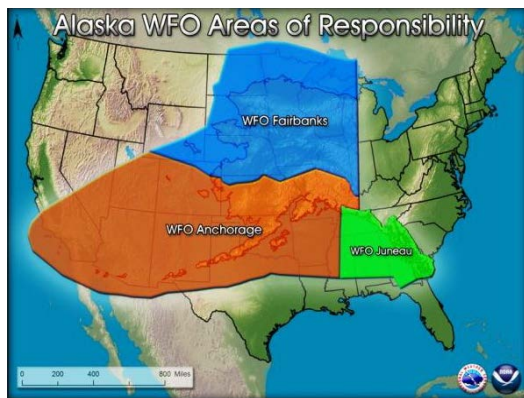 Alaska WFO Areas of Responsibility
WFO Fairbanks
WFO Anchorage
WFO Juneau
0 200 400 800 Miles